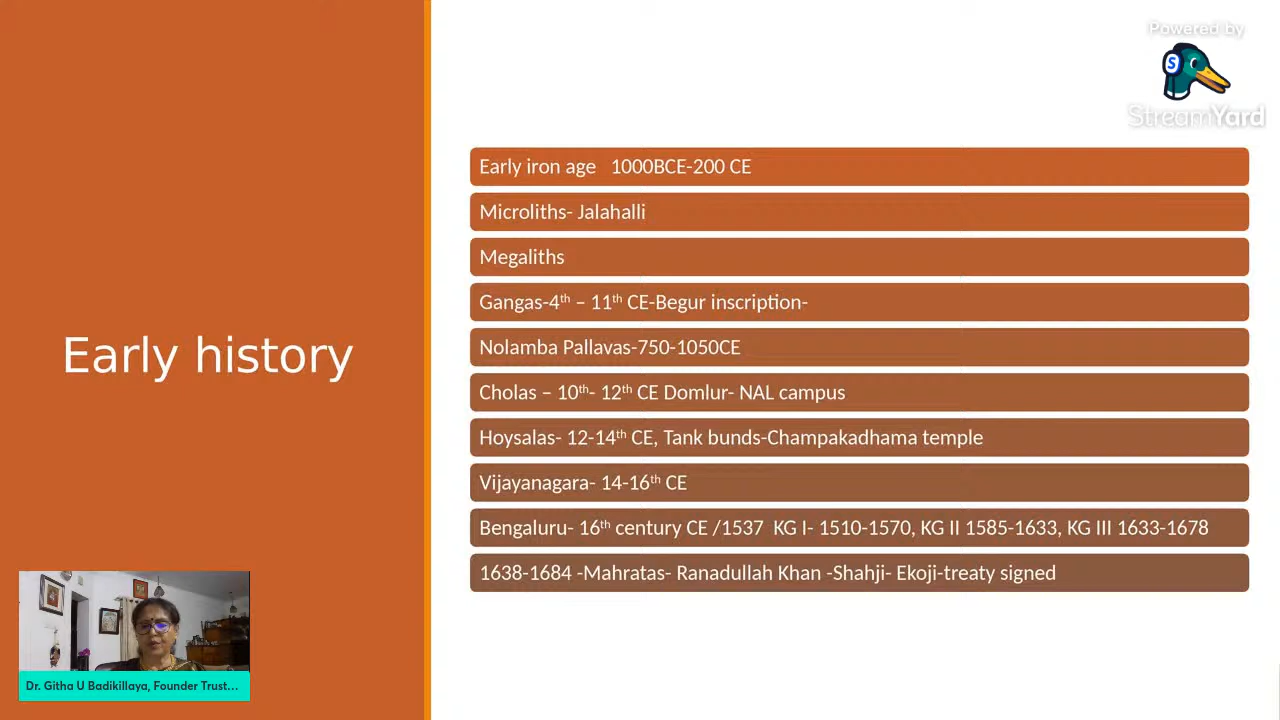 Powered by
StreamYard
Early history
Early iron age   1000BCE-200 CE
Microliths- Jalahalli
Megaliths
Gangas-4th – 11th CE-Begur inscription-
Nolamba Pallavas-750-1050CE
Cholas – 10th- 12th CE Domlur- NAL campus
Hoysalas- 12-14th CE, Tank bunds-Champakadhama temple
Vijayanagara- 14-16th CE
Bengaluru- 16th century CE /1537  KG I- 1510-1570, KG II 1585-1633, KG III 1633-1678
1638-1684 -Mahratas- Ranadullah Khan -Shahji- Ekoji-treaty signed
Dr. Githa U Badikillaya, Founder Trust...